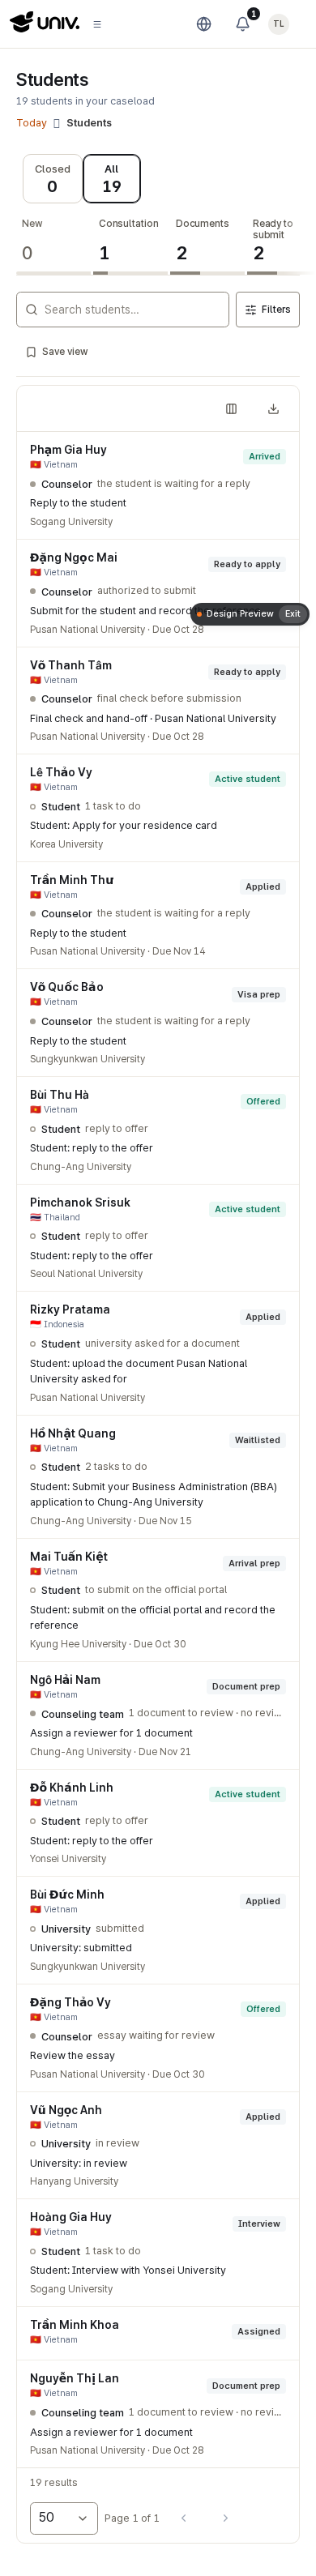 univ.
1
TL
Students
19 students in your caseload
Today
Students
Closed
0
All
19
New
0
Consultation
1
Documents
2
Ready to submit
2
Search students...
Filters
Save view
Phạm Gia Huy
Arrived
Vietnam
Counselor the student is waiting for a reply
Reply to the student
Sogang University
Đặng Ngọc Mai
Ready to apply
Vietnam
Counselor authorized to submit
Submit for the student and record
Design Preview Exit
Pusan National University · Due Oct 28
Võ Thanh Tâm
Ready to apply
Vietnam
Counselor final check before submission
Final check and hand-off · Pusan National University
Pusan National University · Due Oct 28
Lê Thảo Vy
Active student
Vietnam
Student 1 task to do
Student: Apply for your residence card
Korea University
Trần Minh Thư
Applied
Vietnam
Counselor the student is waiting for a reply
Reply to the student
Pusan National University · Due Nov 14
Võ Quốc Bảo
Visa prep
Vietnam
Counselor the student is waiting for a reply
Reply to the student
Sungkyunkwan University
Bùi Thu Hà
Offered
Vietnam
Student reply to offer
Student: reply to the offer
Chung-Ang University
Pimchanok Srisuk
Active student
Thailand
Student reply to offer
Student: reply to the offer
Seoul National University
Rizky Pratama
Applied
Indonesia
Student university asked for a document
Student: upload the document Pusan National
University asked for
Pusan National University
Hồ Nhật Quang
Waitlisted
Vietnam
Student 2 tasks to do
Student: Submit your Business Administration (BBA)
application to Chung-Ang University
Chung-Ang University · Due Nov 15
Mai Tuấn Kiệt
Arrival prep
Vietnam
Student to submit on the official portal
Student: submit on the official portal and record the
reference
Kyung Hee University · Due Oct 30
Ngô Hải Nam
Document prep
Vietnam
Counseling team 1 document to review · no revi...
Assign a reviewer for 1 document
Chung-Ang University · Due Nov 21
Đỗ Khánh Linh
Active student
Vietnam
Student reply to offer
Student: reply to the offer
Yonsei University
Bùi Đức Minh
Applied
Vietnam
University submitted
University: submitted
Sungkyunkwan University
Đặng Thảo Vy
Offered
Vietnam
Counselor essay waiting for review
Review the essay
Pusan National University · Due Oct 30
Vũ Ngọc Anh
Applied
Vietnam
University in review
University: in review
Hanyang University
Hoàng Gia Huy
Interview
Vietnam
Student 1 task to do
Student: Interview with Yonsei University
Sogang University
Trần Minh Khoa
Assigned
Vietnam
Nguyễn Thị Lan
Document prep
Vietnam
Counseling team 1 document to review · no revi...
Assign a reviewer for 1 document
Pusan National University · Due Oct 28
19 results
50
Page 1 of 1